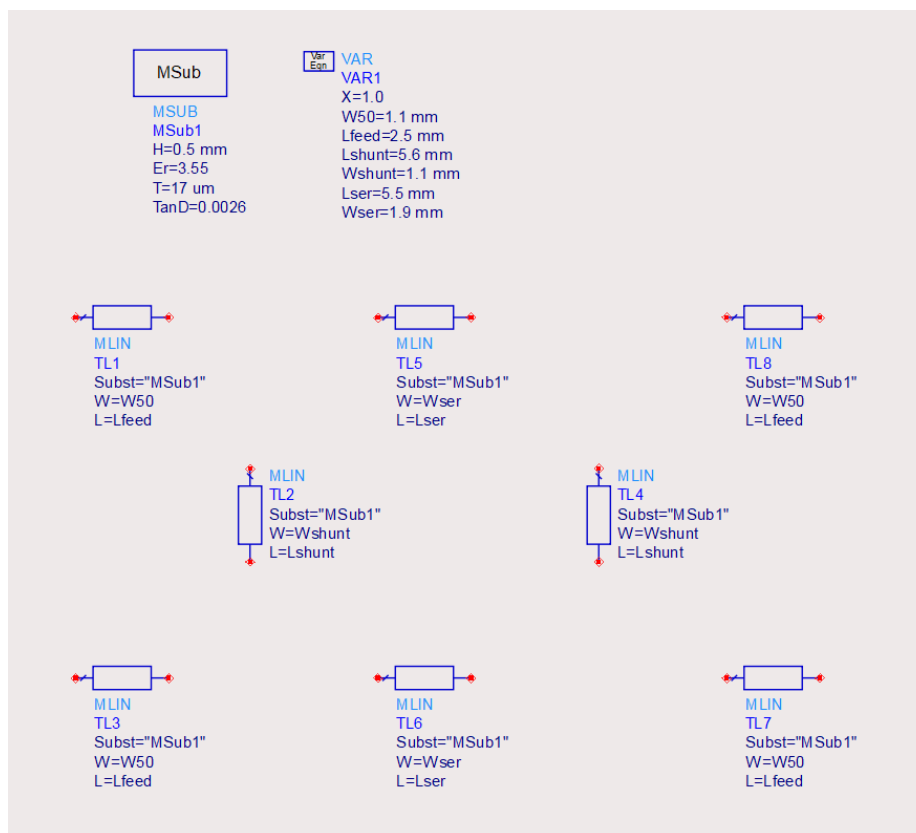 MSub
MSUB
MSub1
H=0.5 mm
Er=3.55
T=17 um
TanD=0.0026
Var
Eqn
VAR
VAR1
X=1.0
W50=1.1 mm
Lfeed=2.5 mm
Lshunt=5.6 mm
Wshunt=1.1 mm
Lser=5.5 mm
Wser=1.9 mm
MLIN
TL1
Subst="MSub1"
W=W50
L=Lfeed
MLIN
TL5
Subst="MSub1"
W=Wser
L=Lser
MLIN
TL8
Subst="MSub1"
W=W50
L=Lfeed
MLIN
TL2
Subst="MSub1"
W=Wshunt
L=Lshunt
MLIN
TL4
Subst="MSub1"
W=Wshunt
L=Lshunt
MLIN
TL3
Subst="MSub1"
W=W50
L=Lfeed
MLIN
TL6
Subst="MSub1"
W=Wser
L=Lser
MLIN
TL7
Subst="MSub1"
W=W50
L=Lfeed